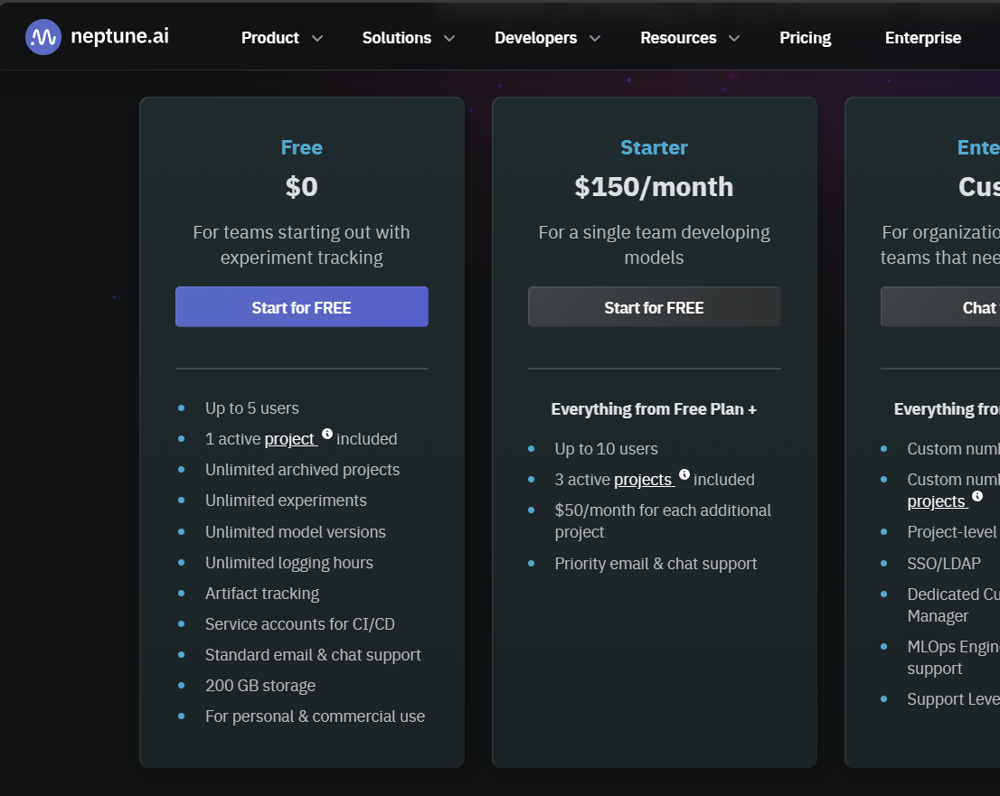 neptune.ai
Product
Solutions
Developers
Resources
Pricing
Enterprise
Free
$0
For teams starting out with
experiment tracking
Start for FREE
Up to 5 users
1 active project included
Unlimited archived projects
Unlimited experiments
Unlimited model versions
Unlimited logging hours
Artifact tracking
Service accounts for CI/CD
Standard email & chat support
200 GB storage
For personal & commercial use
Starter
$150/month
For a single team developing
models
Start for FREE
Everything from Free Plan +
Up to 10 users
3 active projects included
$50/month for each additional
project
Priority email & chat support
Ente
Cus
For organizatio
teams that nee
Chat
Everything fro
Custom num
Custom num
projects
Project-level
SSO/LDAP
Dedicated Cu
Manager
MLOps Engin
support
Support Leve